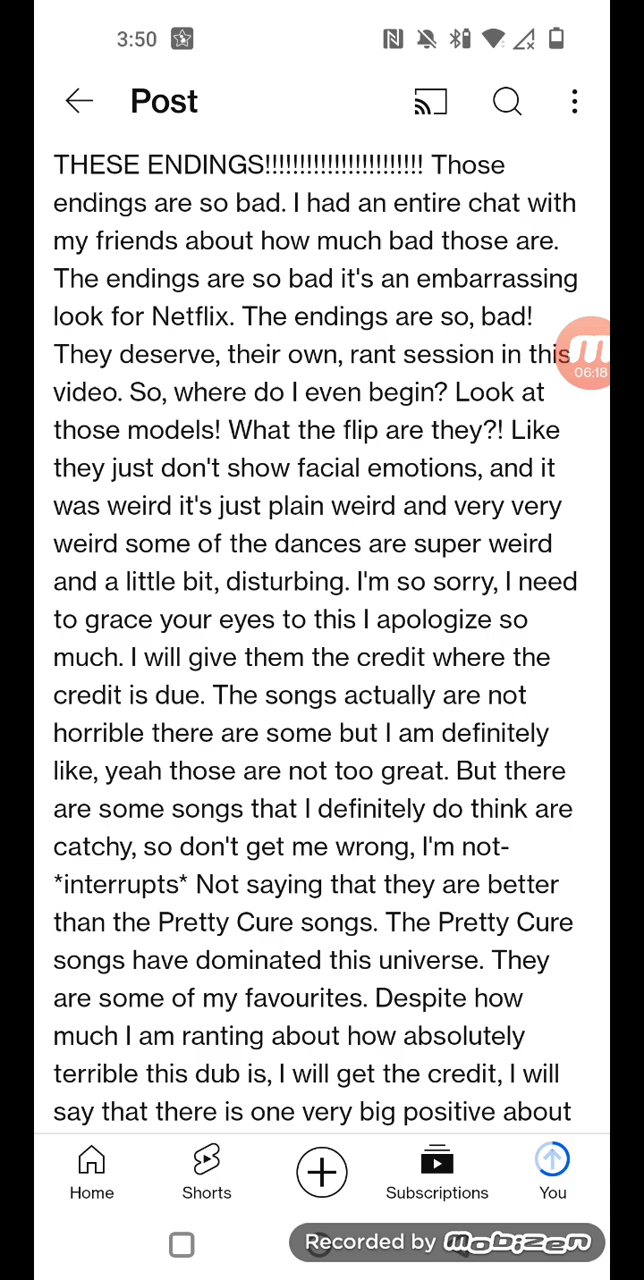 3:50
Post
THESE ENDINGS!!!!!!!!!!!!!!!!!!!!!!! Those
endings are so bad. I had an entire chat with
my friends about how much bad those are.
The endings are so bad it's an embarrassing
look for Netflix. The endings are so, bad!
They deserve, their own, rant session in this
06:18
video. So, where do I even begin? Look at
those models! What the flip are they?! Like
they just don't show facial emotions, and it
was weird it's just plain weird and very very
weird some of the dances are super weird
and a little bit, disturbing. I'm so sorry, I need
to grace your eyes to this I apologize so
much. I will give them the credit where the
credit is due. The songs actually are not
horrible there are some but I am definitely
like, yeah those are not too great. But there
are some songs that I definitely do think are
catchy, so don't get me wrong, I'm not-
*interrupts* Not saying that they are better
than the Pretty Cure songs. The Pretty Cure
songs have dominated this universe. They
are some of my favourites. Despite how
much I am ranting about how absolutely
terrible this dub is, I will get the credit, I will
say that there is one very big positive about
Home
Shorts
Subscriptions
You
Recorded by mobizen